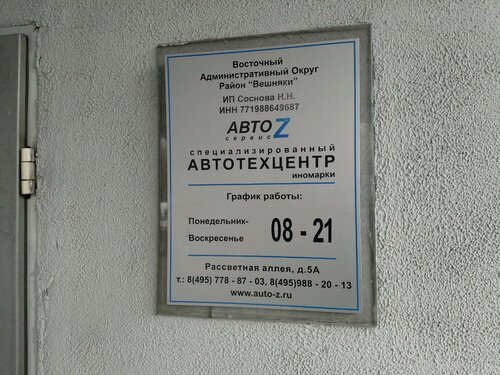 Восточный
Административный Округ
Район "Вешняки"
ИП Соснова Н.Н.
ИНН 771988649687
АВТО Z
сервис
специализированный
АВТОТЕХЦЕНТР
иномарки
График работы:
Понедельник-
Воскресенье 08 - 21
Рассветная аллея, д.5А
т.: 8(495) 778 - 87 - 03, 8(495)988 - 20 - 13
www.auto-z.ru